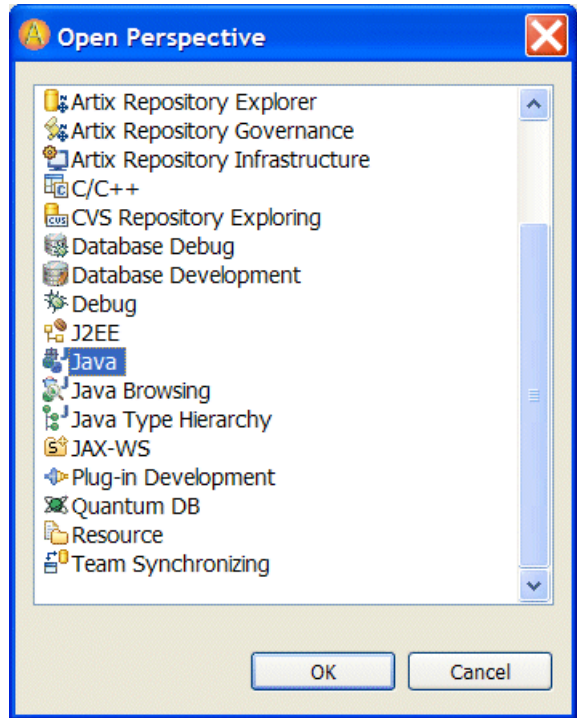 Open Perspective
Artix Repository Explorer
Artix Repository Governance
Artix Repository Infrastructure
C/C++
CVS Repository Exploring
Database Debug
Database Development
Debug
J2EE
Java
Java Browsing
Java Type Hierarchy
JAX-WS
Plug-in Development
Quantum DB
Resource
Team Synchronizing
OK Cancel